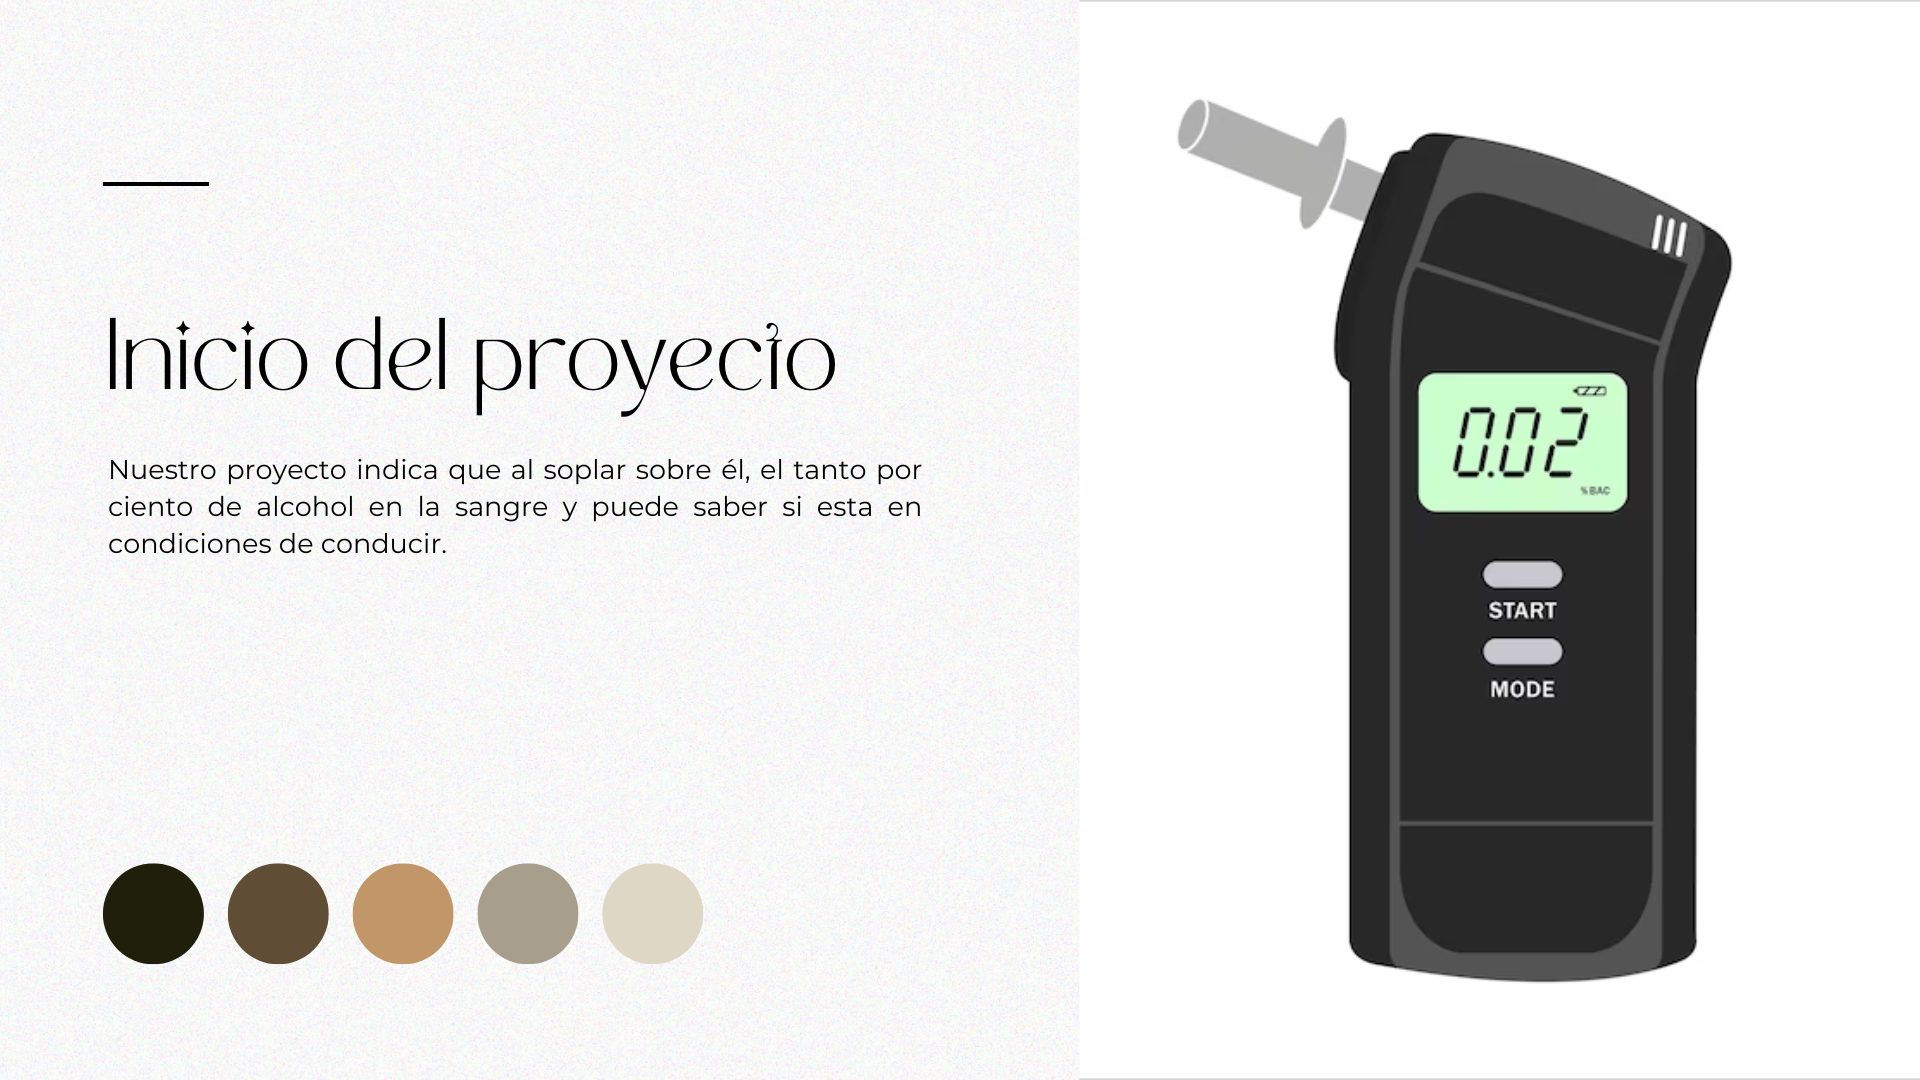 Inicio del proyecto
Nuestro proyecto indica que al soplar sobre él, el tanto por
ciento de alcohol en la sangre y puede saber si esta en
condiciones de conducir.
0.02
%BAC
START
MODE